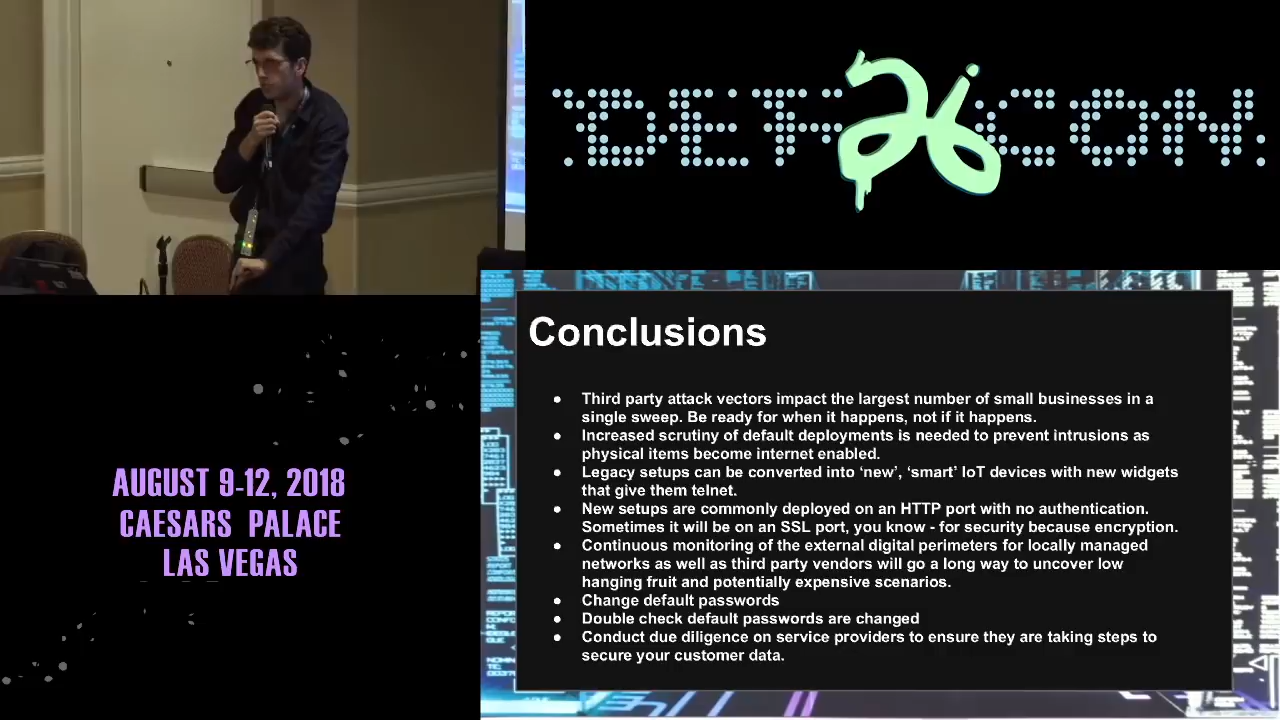 DEF 26 CON
AUGUST 9-12, 2018
CAESARS PALACE
LAS VEGAS
Conclusions
● Third party attack vectors impact the largest number of small businesses in a
single sweep. Be ready for when it happens, not if it happens.
● Increased scrutiny of default deployments is needed to prevent intrusions as
physical items become internet enabled.
● Legacy setups can be converted into ‘new’, ‘smart’ IoT devices with new widgets
that give them telnet.
● New setups are commonly deployed on an HTTP port with no authentication.
Sometimes it will be on an SSL port, you know - for security because encryption.
● Continuous monitoring of the external digital perimeters for locally managed
networks as well as third party providers will go a long way to uncover low
hanging fruit and potentially expensive scenarios.
● Change default passwords
● Double check default passwords are changed
● Conduct due diligence on service providers to ensure they are taking steps to
secure your customer data.